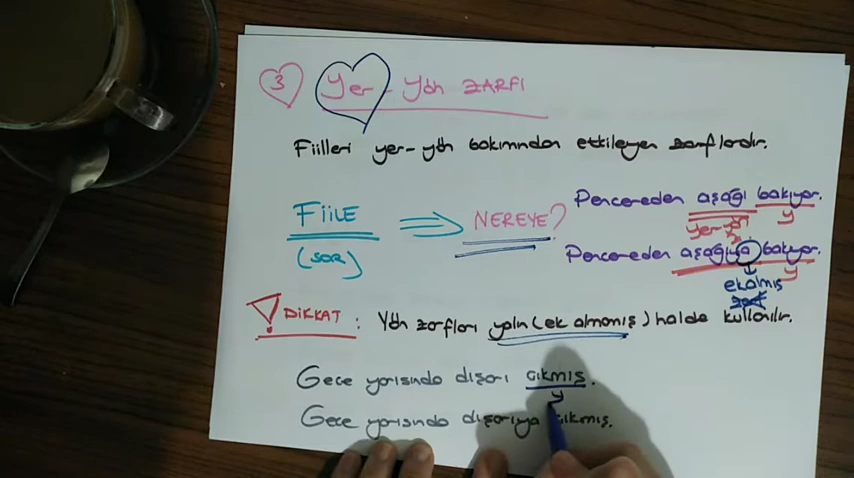 3 Yer - Yön ZARFI
Fiilleri yer-yön bakımından etkileyen zarflardır.
FİİLE (SOR) ⇒ NEREYE?
Pencereden aşağı bakıyor.
yer-yön y
Pencereden aşağıya bakıyor.
ek almış y
zarf
! DİKKAT : Yön zarfları yalın (ek almamış) halde kullanılır.
Gece yarısında dışarı çıkmış.
y
Gece yarısında dışarıya çıkmış.